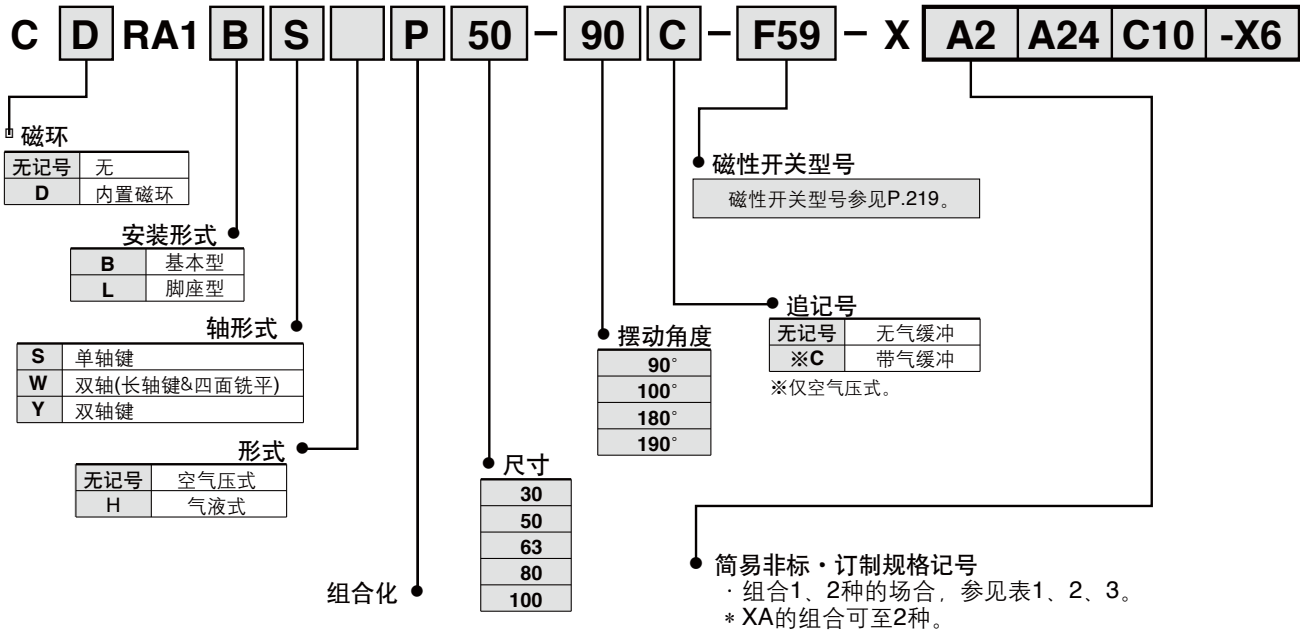 C D RA1 B S P 50 - 90 C - F59 - X A2 A24 C10 -X6
磁环
无记号 无
D 内置磁环
安装形式
B 基本型
L 脚座型
轴形式
S 单轴键
W 双轴(长轴键&四面铣平)
Y 双轴键
形式
无记号 空气压式
H 气液式
组合化
尺寸
30
50
63
80
100
摆动角度
90°
100°
180°
190°
磁性开关型号
磁性开关型号参见P.219。
追记号
无记号 无气缓冲
※C 带气缓冲
※仅空气压式。
简易非标・订制规格记号
· 组合1、2种的场合，参见表1、2、3。
* XA的组合可至2种。